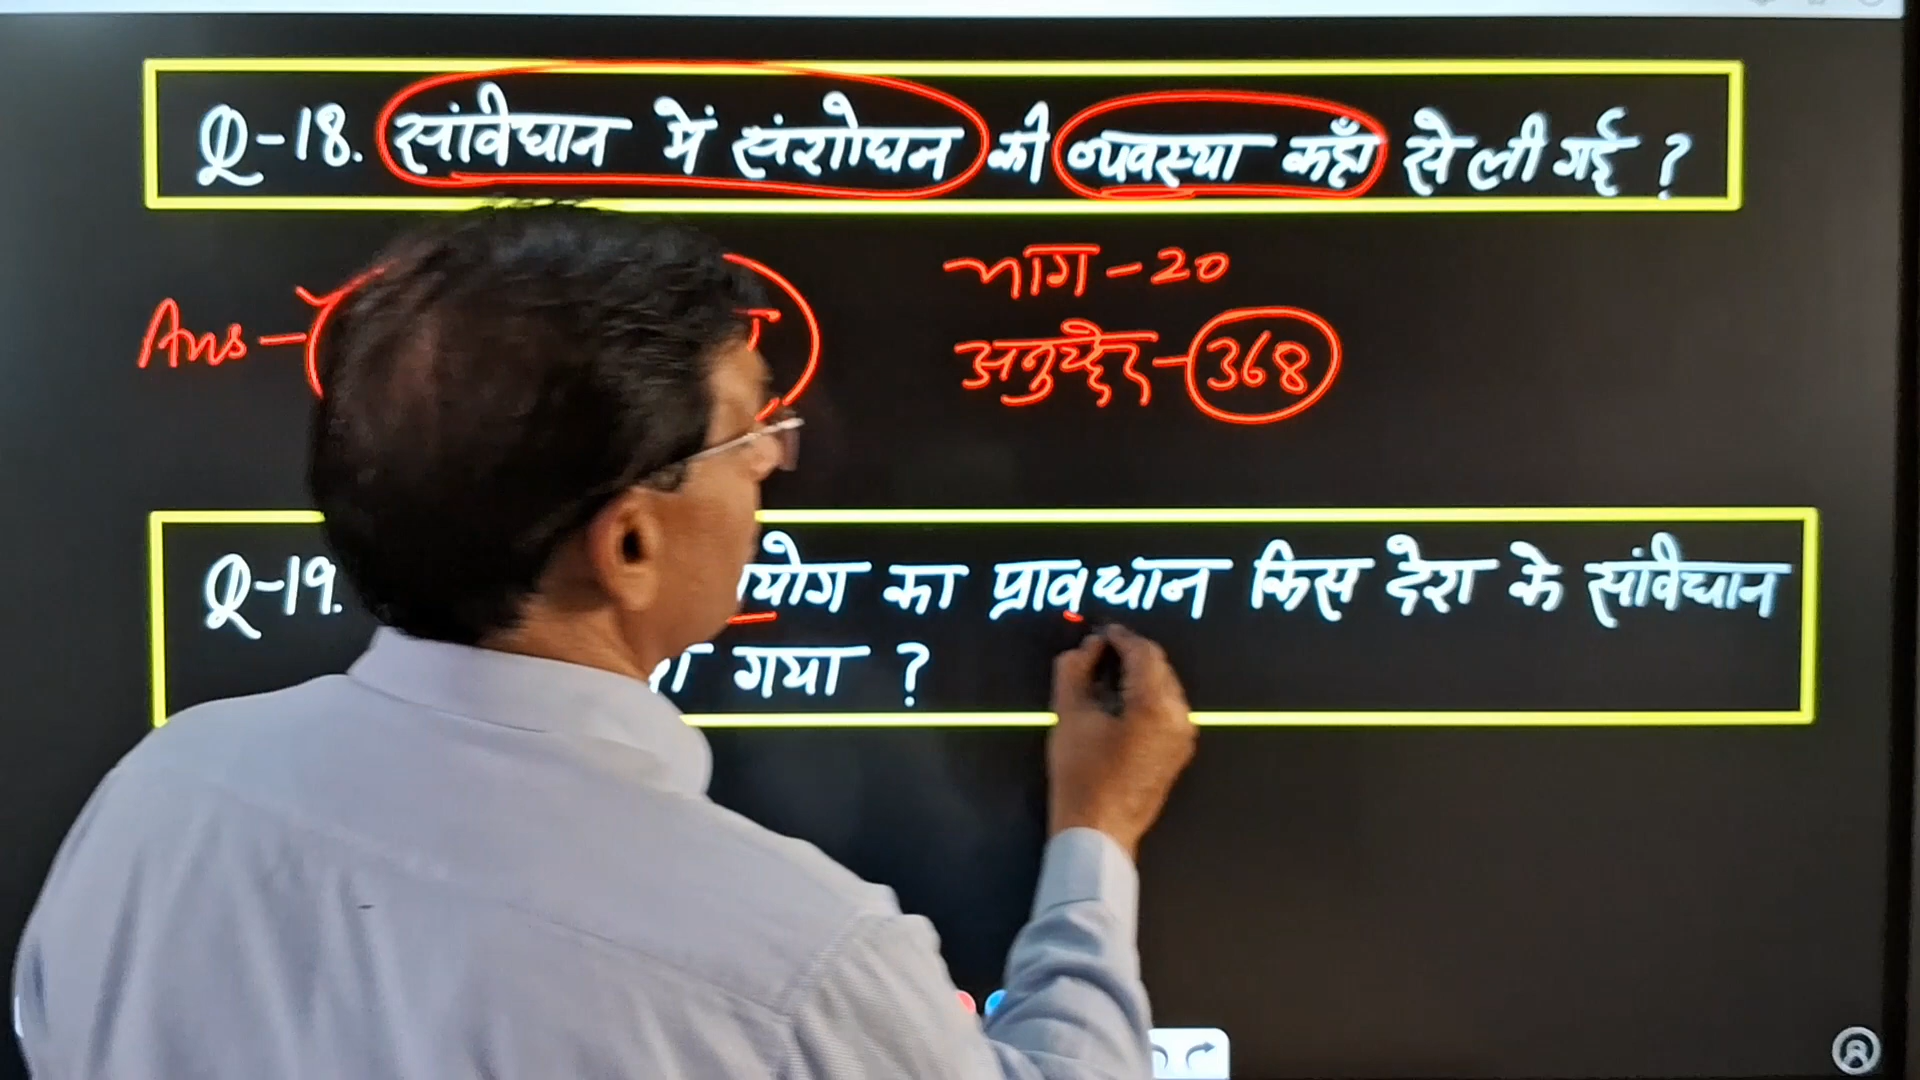 Q-18. संविधान में संशोधन की व्यवस्था कहाँ से ली गई ?
Ans-
भाग-20
अनुच्छेद-368
Q-19. का प्रावधान किस देश के संविधान
गया ?